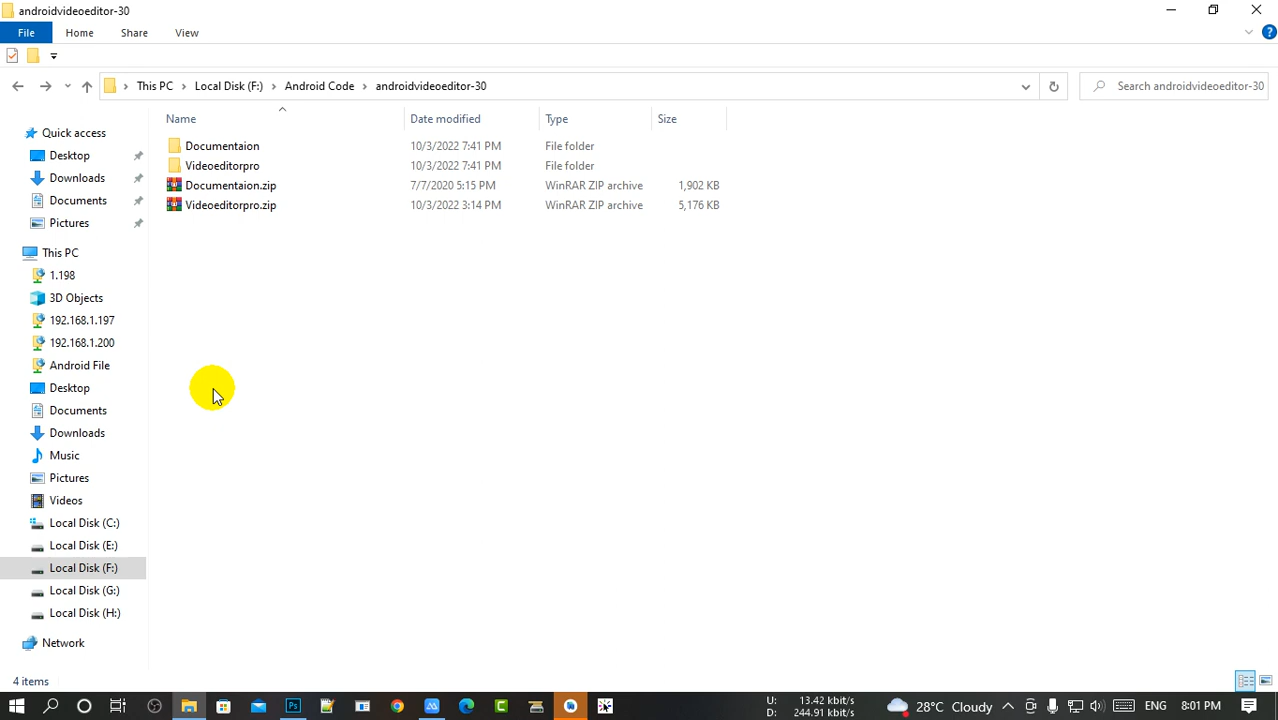 androidvideoeditor-30
File Home Share View
This PC Local Disk (F:) Android Code androidvideoeditor-30 Search androidvideoeditor-30
Name Date modified Type Size
Documentaion 10/3/2022 7:41 PM File folder
Videoeditorpro 10/3/2022 7:41 PM File folder
Documentaion.zip 7/7/2020 5:15 PM WinRAR ZIP archive 1,902 KB
Videoeditorpro.zip 10/3/2022 3:14 PM WinRAR ZIP archive 5,176 KB
Quick access
Desktop
Downloads
Documents
Pictures
This PC
1.198
3D Objects
192.168.1.197
192.168.1.200
Android File
Desktop
Documents
Downloads
Music
Pictures
Videos
Local Disk (C:)
Local Disk (E:)
Local Disk (F:)
Local Disk (G:)
Local Disk (H:)
Network
4 items
Ps
U: 13.42 kbit/s
D: 244.91 kbit/s
28°C Cloudy ENG 8:01 PM